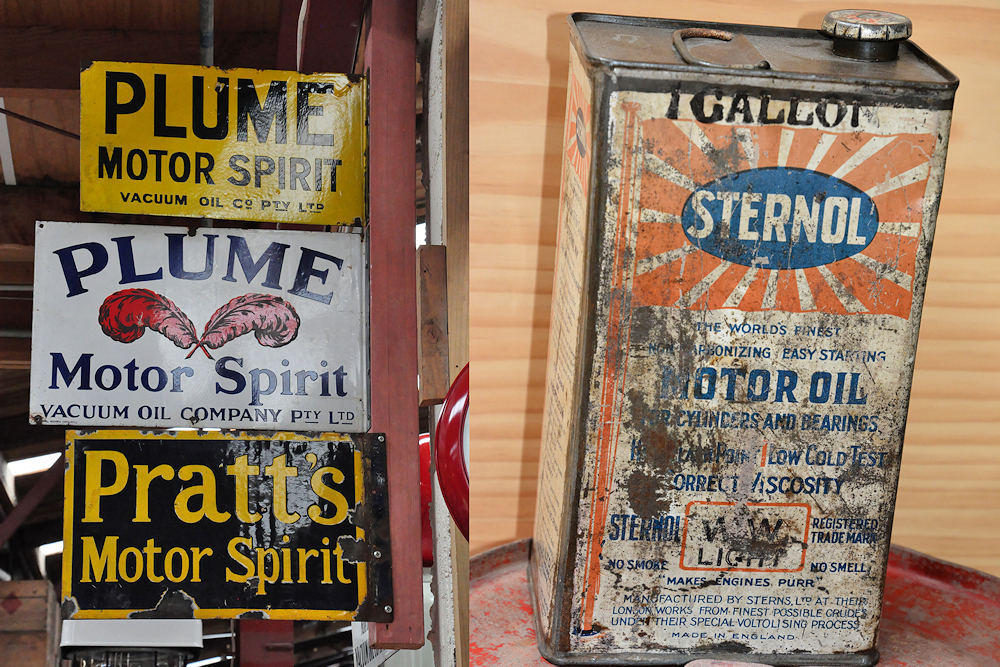 PLUME
MOTOR SPIRIT
VACUUM OIL Co PTY LTD
PLUME
Motor Spirit
VACUUM OIL COMPANY PTY LTD
Pratt's
Motor Spirit
1 GALLON
STERNOL
THE WORLD'S FINEST
NON CARBONIZING EASY STARTING
MOTOR OIL
FOR CYLINDERS AND BEARINGS
LOW COLD TEST
CORRECT VISCOSITY
STERNOL W.W. REGISTERED
TRADE MARK
LIGHT
NO SMOKE NO SMELL
"MAKES ENGINES PURR"
MANUFACTURED BY STERNS, LTD AT THEIR
LONDON WORKS FROM FINEST POSSIBLE CRUDES
UNDER THEIR SPECIAL VOLTOLISING PROCESS
MADE IN ENGLAND